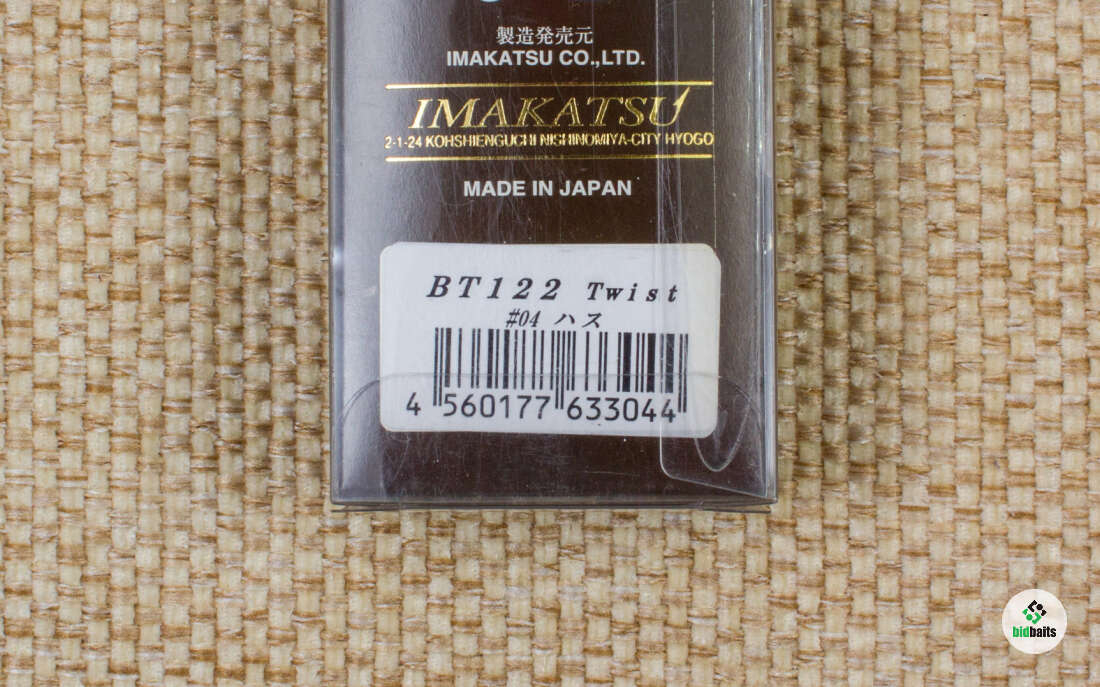 製造発売元
IMAKATSU CO.,LTD.
IMAKATSU
2-1-24 KOHSHIENGUCHI NISHINOMIYA-CITY HYOGO
MADE IN JAPAN
BT122 Twist
#04 ハス
4 560177 633044
bidbaits